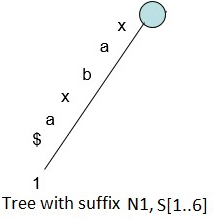 x
a
b
x
a
$
1
Tree with suffix N1, S[1..6]